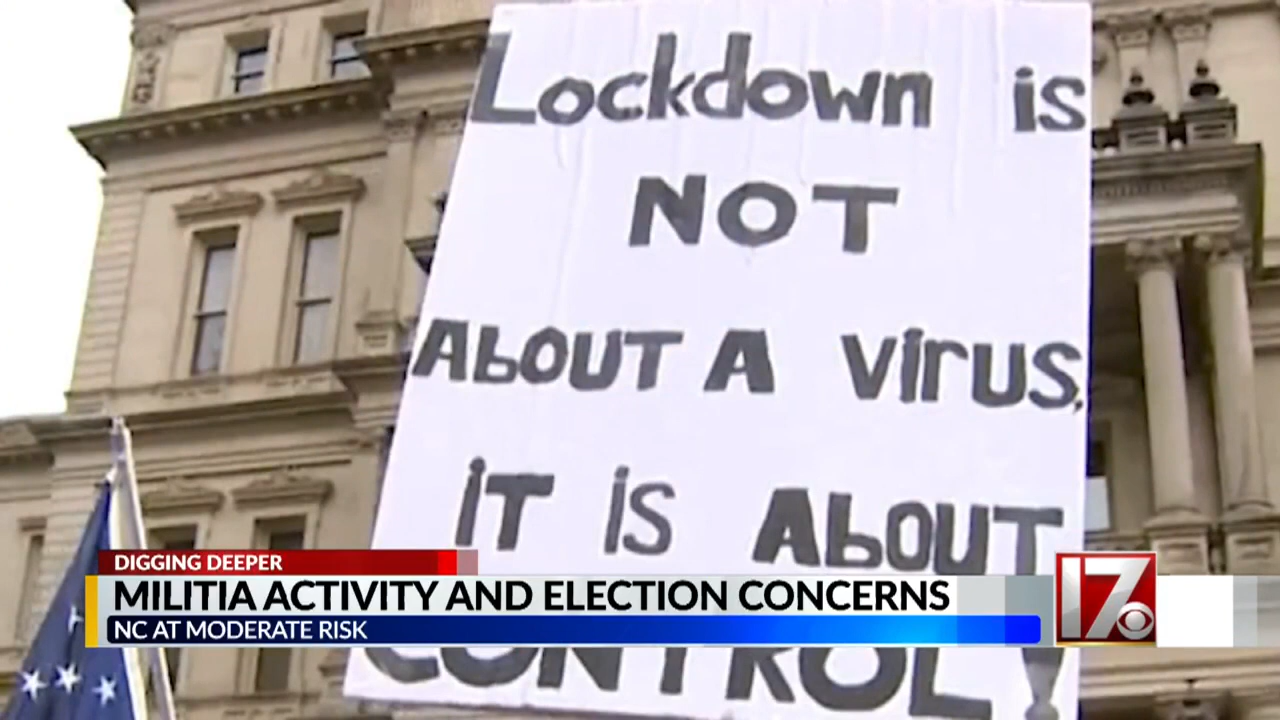 Lockdown is
NOT
About A virus,
it is About
CONTROL!
DIGGING DEEPER
MILITIA ACTIVITY AND ELECTION CONCERNS
NC AT MODERATE RISK
17